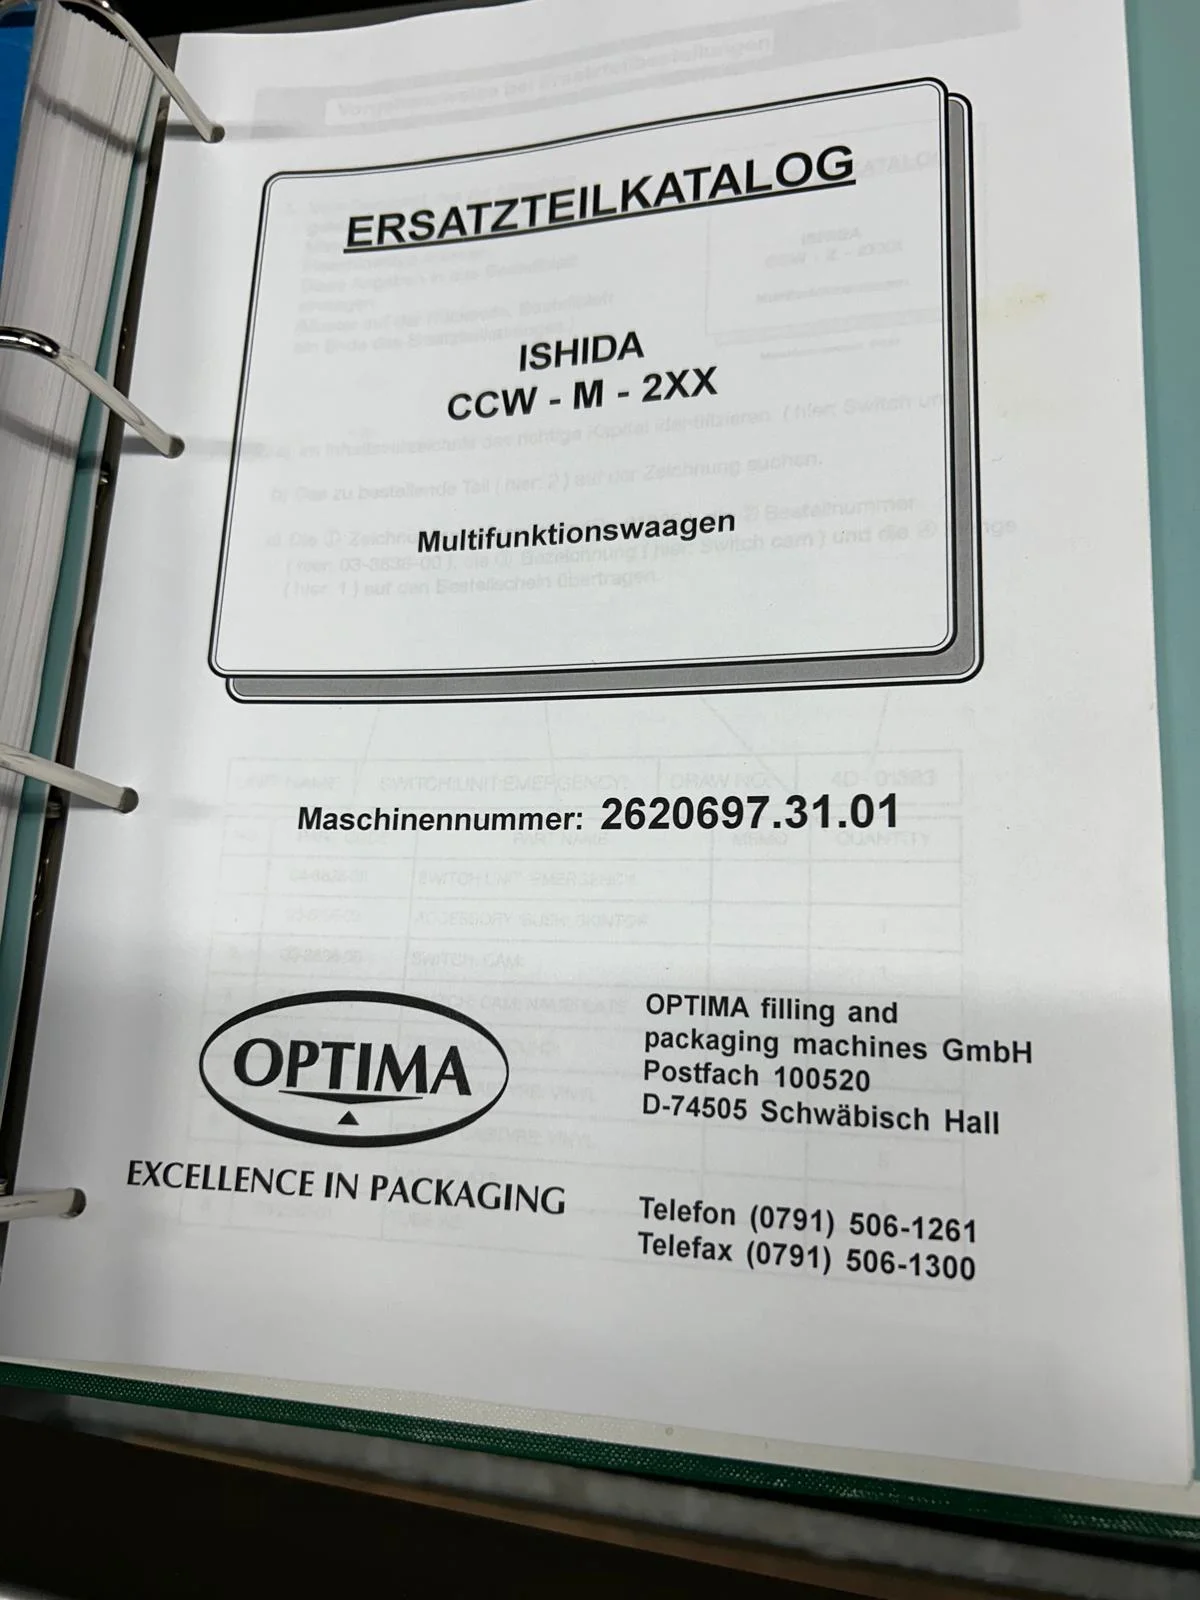 ERSATZTEILKATALOG
ISHIDA
CCW - M - 2XX
Multifunktionswaagen
Maschinennummer: 2620697.31.01
OPTIMA
EXCELLENCE IN PACKAGING
OPTIMA filling and
packaging machines GmbH
Postfach 100520
D-74505 Schwäbisch Hall
Telefon (0791) 506-1261
Telefax (0791) 506-1300